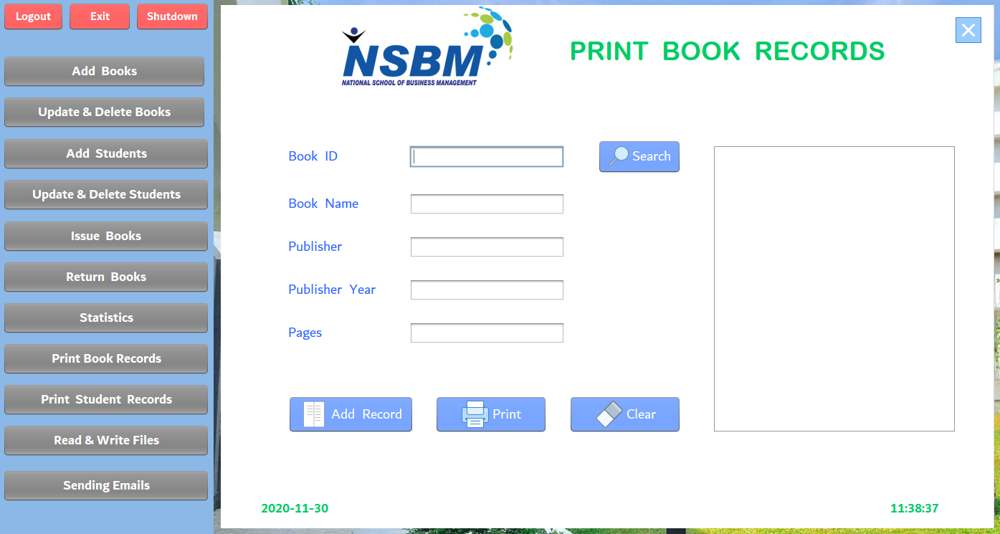 Logout
Exit
Shutdown
Add Books
Update & Delete Books
Add Students
Update & Delete Students
Issue Books
Return Books
Statistics
Print Book Records
Print Student Records
Read & Write Files
Sending Emails
NSBM
NATIONAL SCHOOL OF BUSINESS MANAGEMENT
PRINT BOOK RECORDS
Book ID
Search
Book Name
Publisher
Publisher Year
Pages
Add Record
Print
Clear
2020-11-30
11:38:37